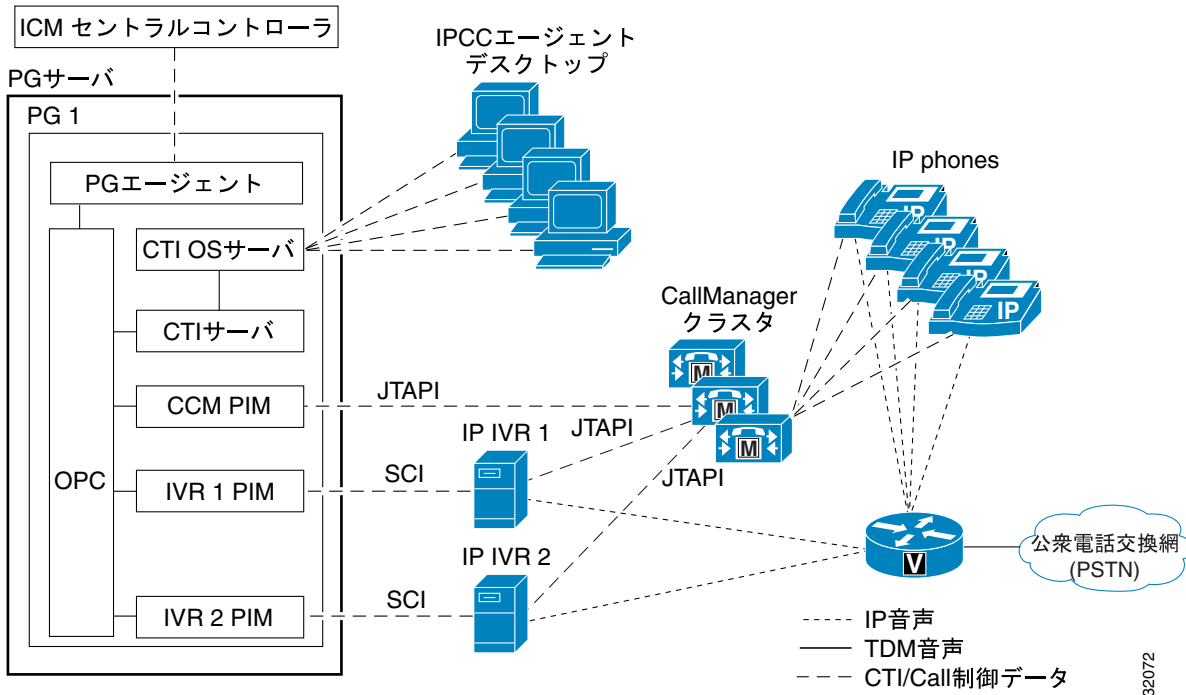 ICM セントラルコントローラ
PGサーバ
PG 1
PGエージェント
CTI OSサーバ
CTIサーバ
CCM PIM
OPC
IVR 1 PIM
IVR 2 PIM
IPCCエージェント
デスクトップ
IP phones
IP
IP
IP
IP
CallManager
クラスタ
M
M
M
JTAPI
IP IVR 1
JTAPI
SCI
JTAPI
IP IVR 2
SCI
V
公衆電話交換網
(PSTN)
IP音声
TDM音声
CTI/Call制御データ